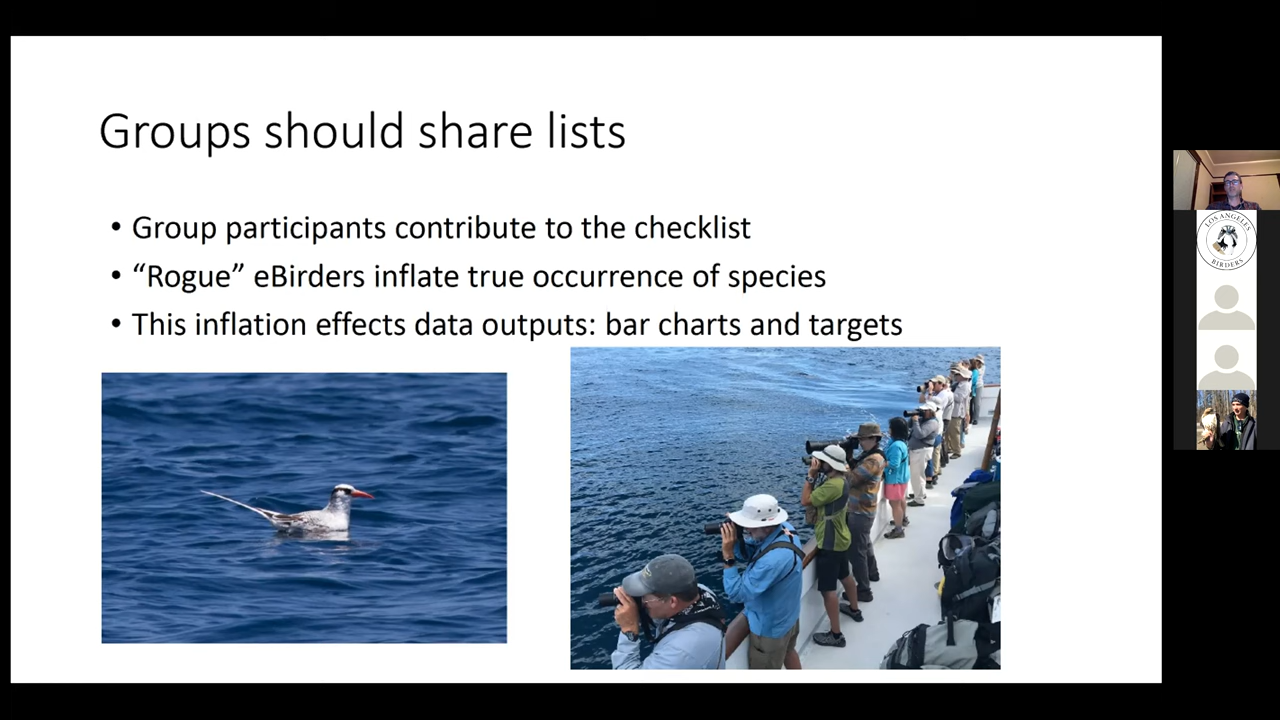 Groups should share lists
• Group participants contribute to the checklist
• “Rogue” eBirders inflate true occurrence of species
• This inflation effects data outputs: bar charts and targets
LOS ANGELES
BIRDERS